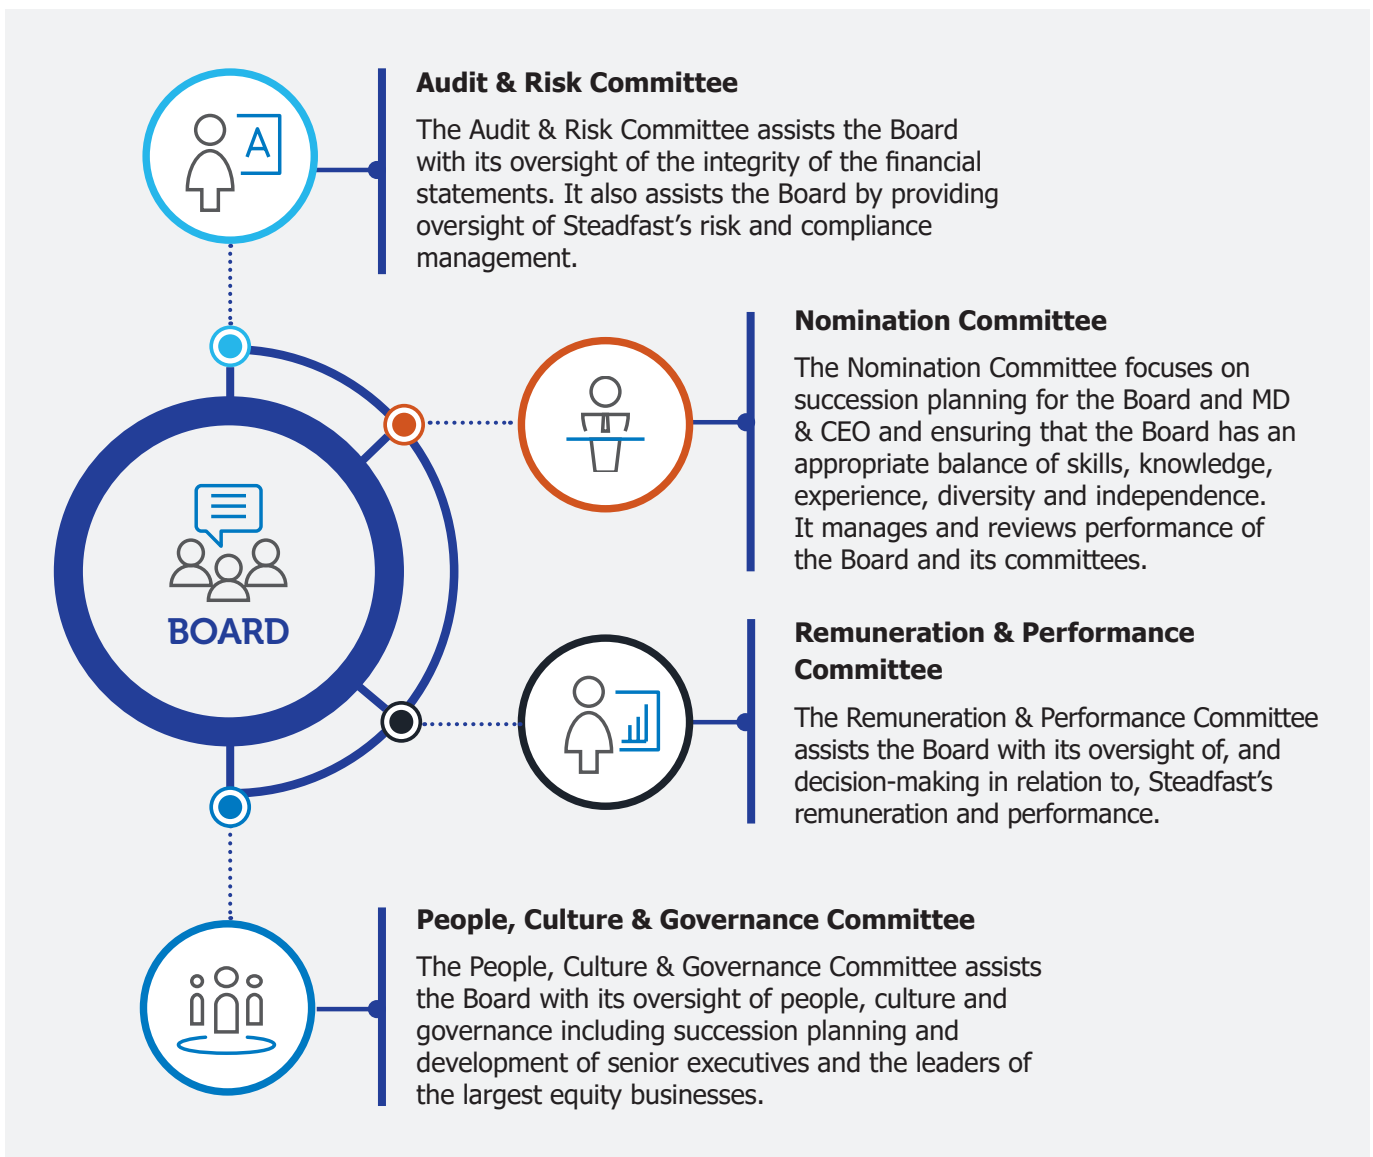 Audit & Risk Committee
The Audit & Risk Committee assists the Board
with its oversight of the integrity of the financial
statements. It also assists the Board by providing
oversight of Steadfast’s risk and compliance
management.
A
Nomination Committee
The Nomination Committee focuses on
succession planning for the Board and MD
& CEO and ensuring that the Board has an
appropriate balance of skills, knowledge,
experience, diversity and independence.
It manages and reviews performance of
the Board and its committees.
BOARD
Remuneration & Performance
Committee
The Remuneration & Performance Committee
assists the Board with its oversight of, and
decision-making in relation to, Steadfast’s
remuneration and performance.
People, Culture & Governance Committee
The People, Culture & Governance Committee assists
the Board with its oversight of people, culture and
governance including succession planning and
development of senior executives and the leaders of
the largest equity businesses.